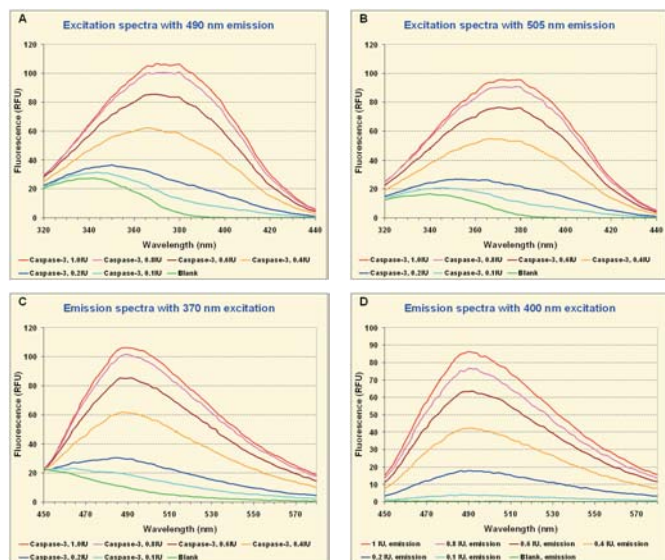 A
Excitation spectra with 490 nm emission
Fluorescence (RFU)
120
100
80
60
40
20
0
320 340 360 380 400 420 440
Wavelength (nm)
Caspase-3, 1.0IU Caspase-3, 0.8IU Caspase-3, 0.6IU Caspase-3, 0.4IU
Caspase-3, 0.2IU Caspase-3, 0.1IU Blank
B
Excitation spectra with 505 nm emission
Fluorescence (RFU)
120
100
80
60
40
20
0
320 340 360 380 400 420 440
Wavelength (nm)
Caspase-3, 1.0IU Caspase-3, 0.8IU Caspase-3, 0.6IU Caspase-3, 0.4IU
Caspase-3, 0.2IU Caspase-3, 0.1IU Blank
C
Emission spectra with 370 nm excitation
Fluorescence (RFU)
120
100
80
60
40
20
0
450 470 490 510 530 550 570
Wavelength (nm)
Caspase-3, 1.0IU Caspase-3, 0.8IU Caspase-3, 0.6IU Caspase-3, 0.4IU
Caspase-3, 0.2IU Caspase-3, 0.1IU Blank
D
Emission spectra with 400 nm excitation
Fluorescence (RFU)
100
90
80
70
60
50
40
30
20
10
0
450 470 490 510 530 550 570
Wavelength (nm)
1 IU, emission 0.8 IU, emission 0.6 IU, emission 0.4 IU, emission
0.2 IU, emission 0.1 IU, emission Blank, emission